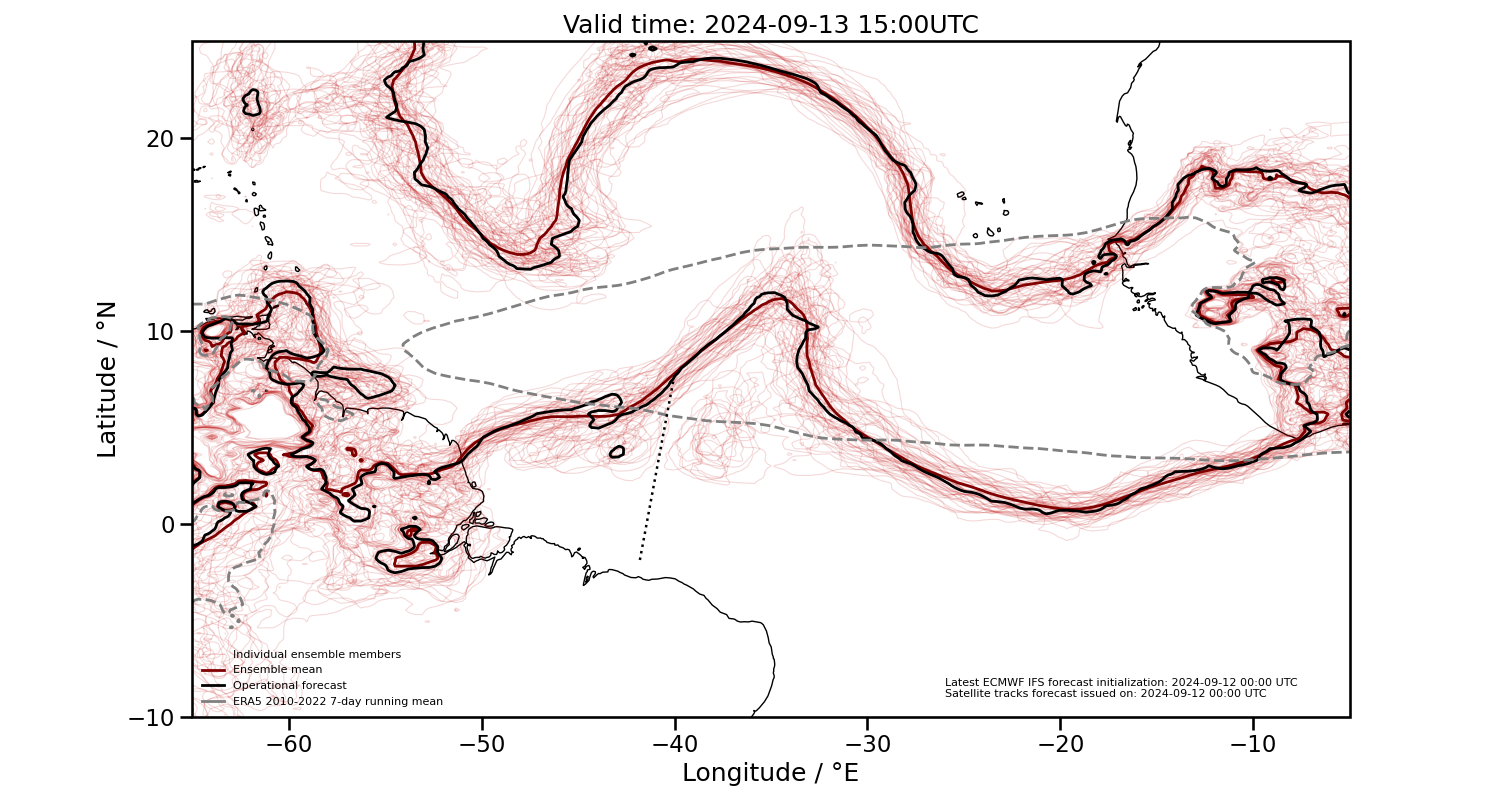 Valid time: 2024-09-13 15:00UTC
Latitude / °N
20
10
0
−10
Individual ensemble members
Ensemble mean
Operational forecast
ERA5 2010-2022 7-day running mean
Latest ECMWF IFS forecast initialization: 2024-09-12 00:00 UTC
Satellite tracks forecast issued on: 2024-09-12 00:00 UTC
−60
−50
−40
−30
−20
−10
Longitude / °E